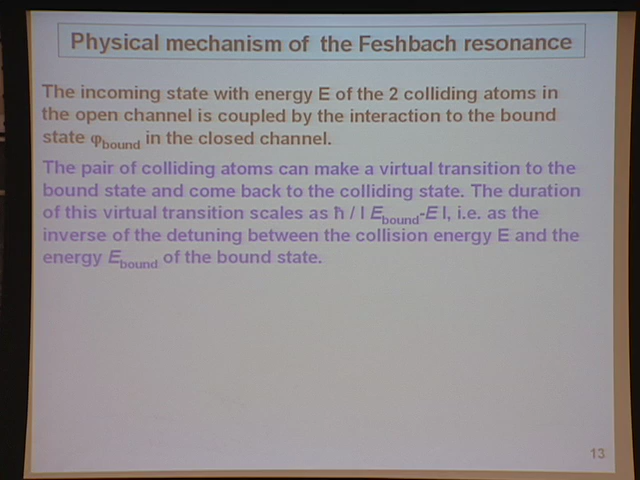 Physical mechanism of the Feshbach resonance
The incoming state with energy E of the 2 colliding atoms in
the open channel is coupled by the interaction to the bound
state φbound in the closed channel.
The pair of colliding atoms can make a virtual transition to the
bound state and come back to the colliding state. The duration
of this virtual transition scales as ħ / I Ebound-E I, i.e. as the
inverse of the detuning between the collision energy E and the
energy Ebound of the bound state.
13